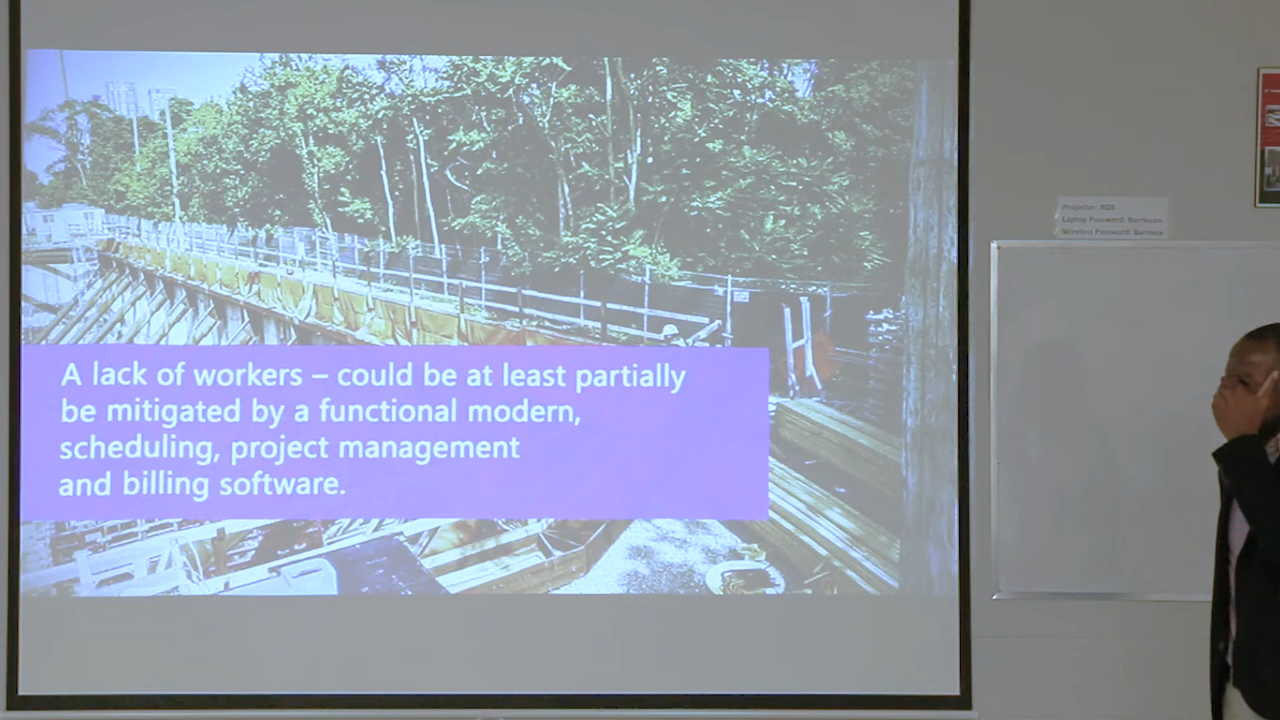 A lack of workers – could be at least partially
be mitigated by a functional modern,
scheduling, project management
and billing software.
Projector: RGB
Laptop Password:
Wireless Password: